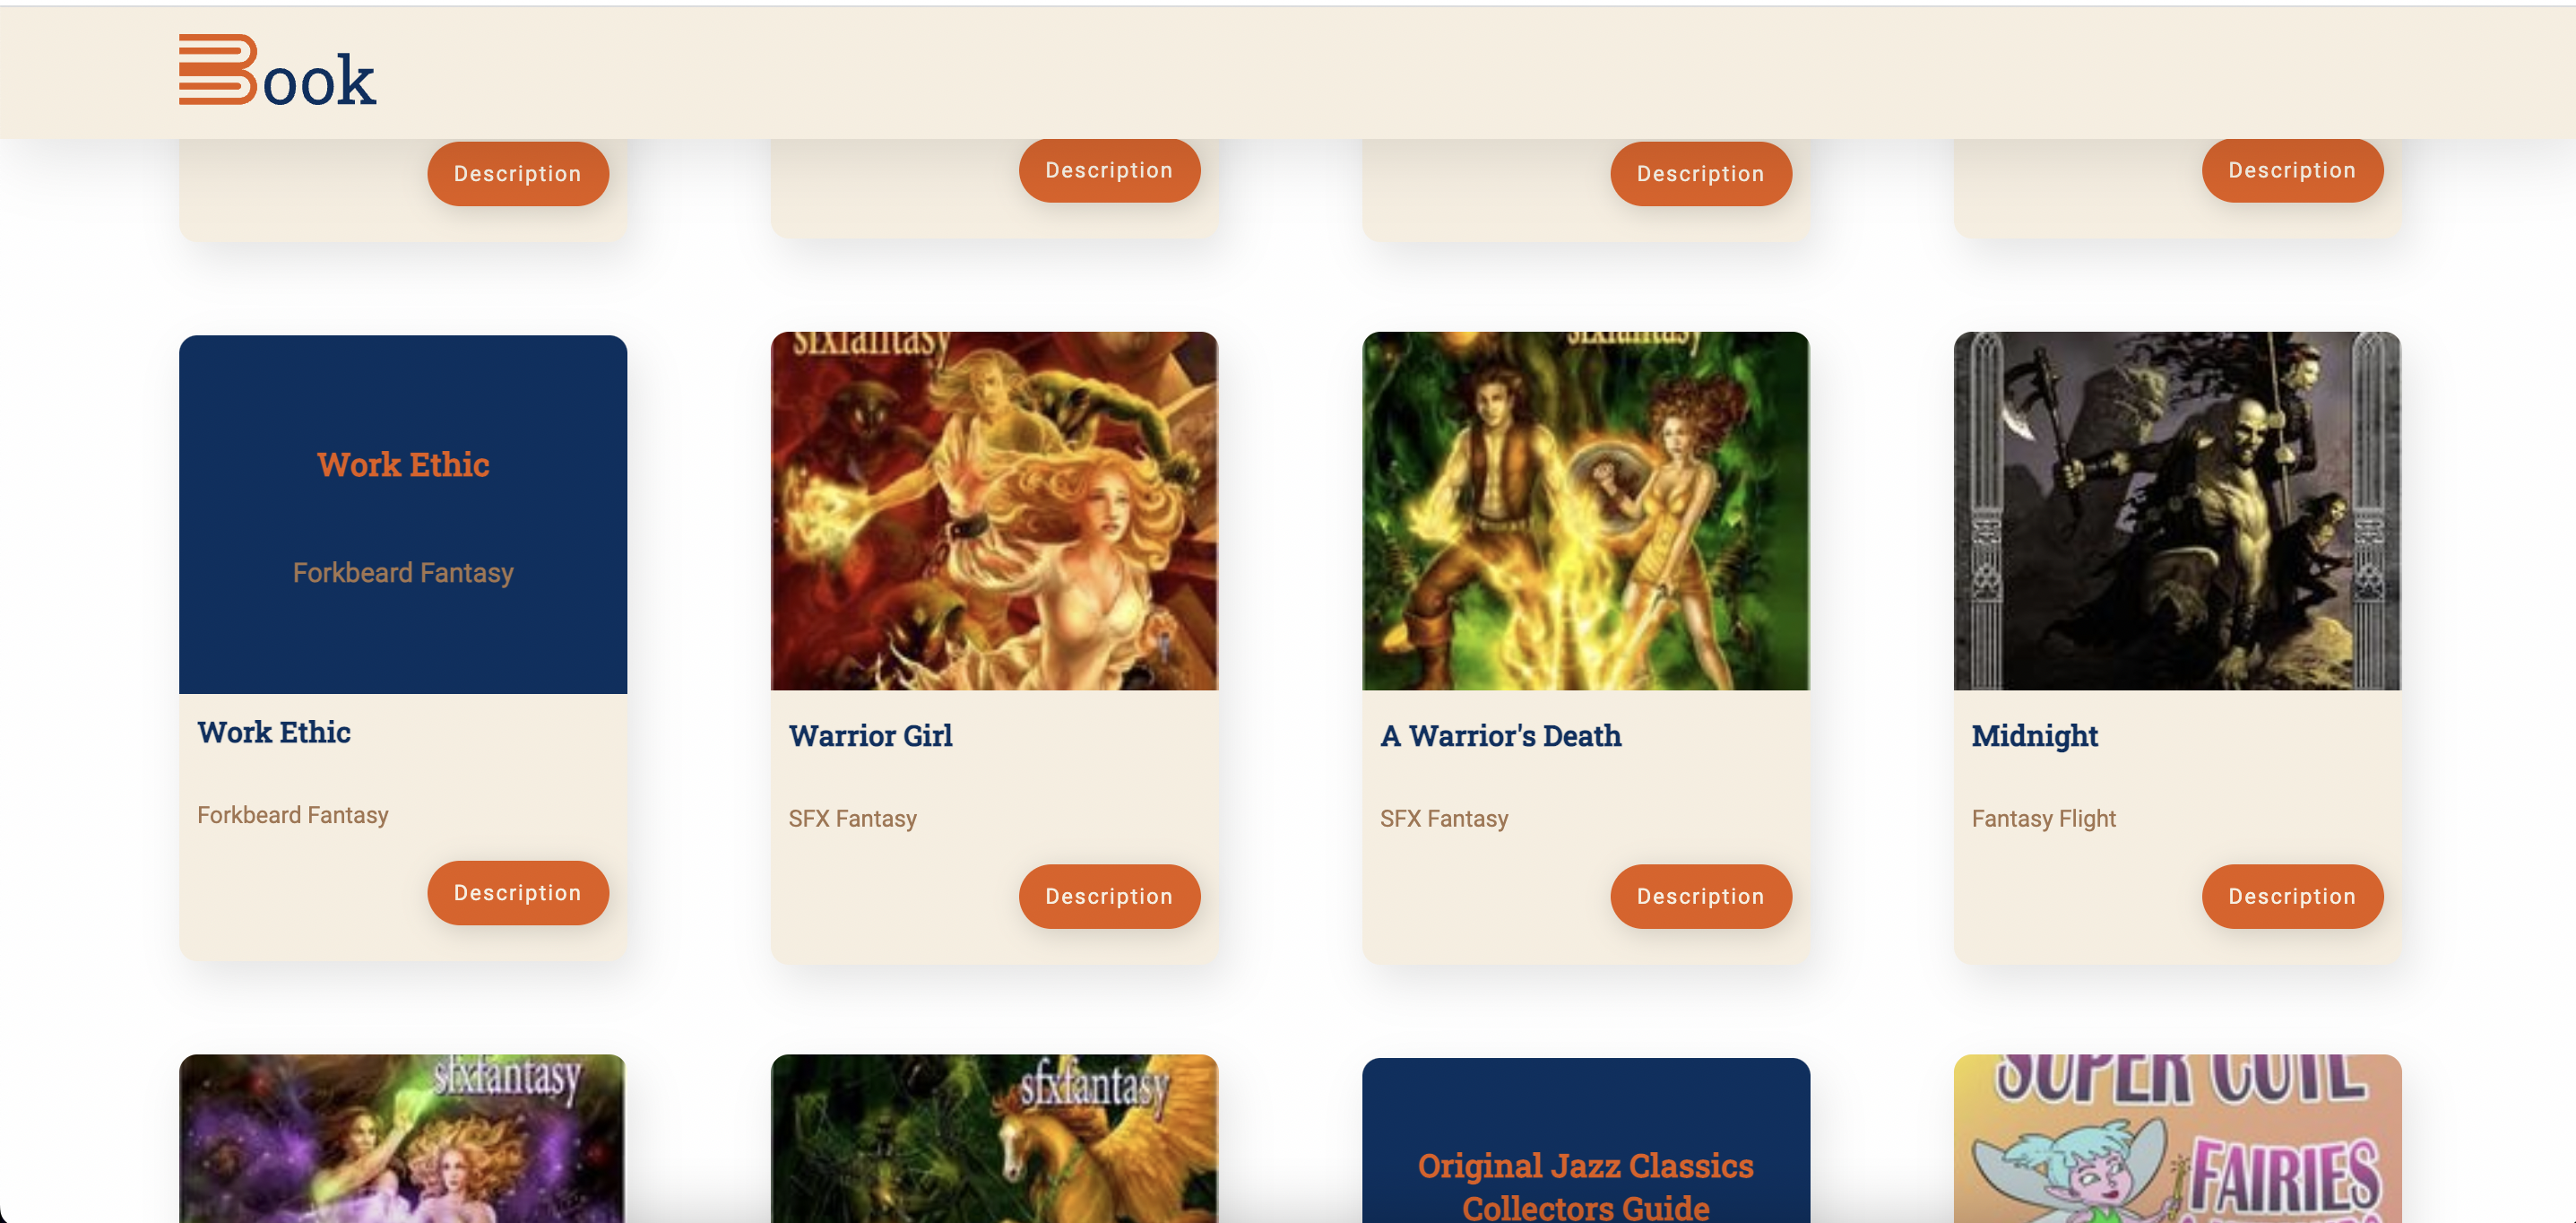 Book
Description
Description
Description
Description
Work Ethic
Forkbeard Fantasy
sfxfantasy
sfxfantasy
Work Ethic
Warrior Girl
A Warrior's Death
Midnight
Forkbeard Fantasy
SFX Fantasy
SFX Fantasy
Fantasy Flight
Description
Description
Description
Description
sfxfantasy
sfxfantasy
Original Jazz Classics
Collectors Guide
SUPER CUTE
FAIRIES